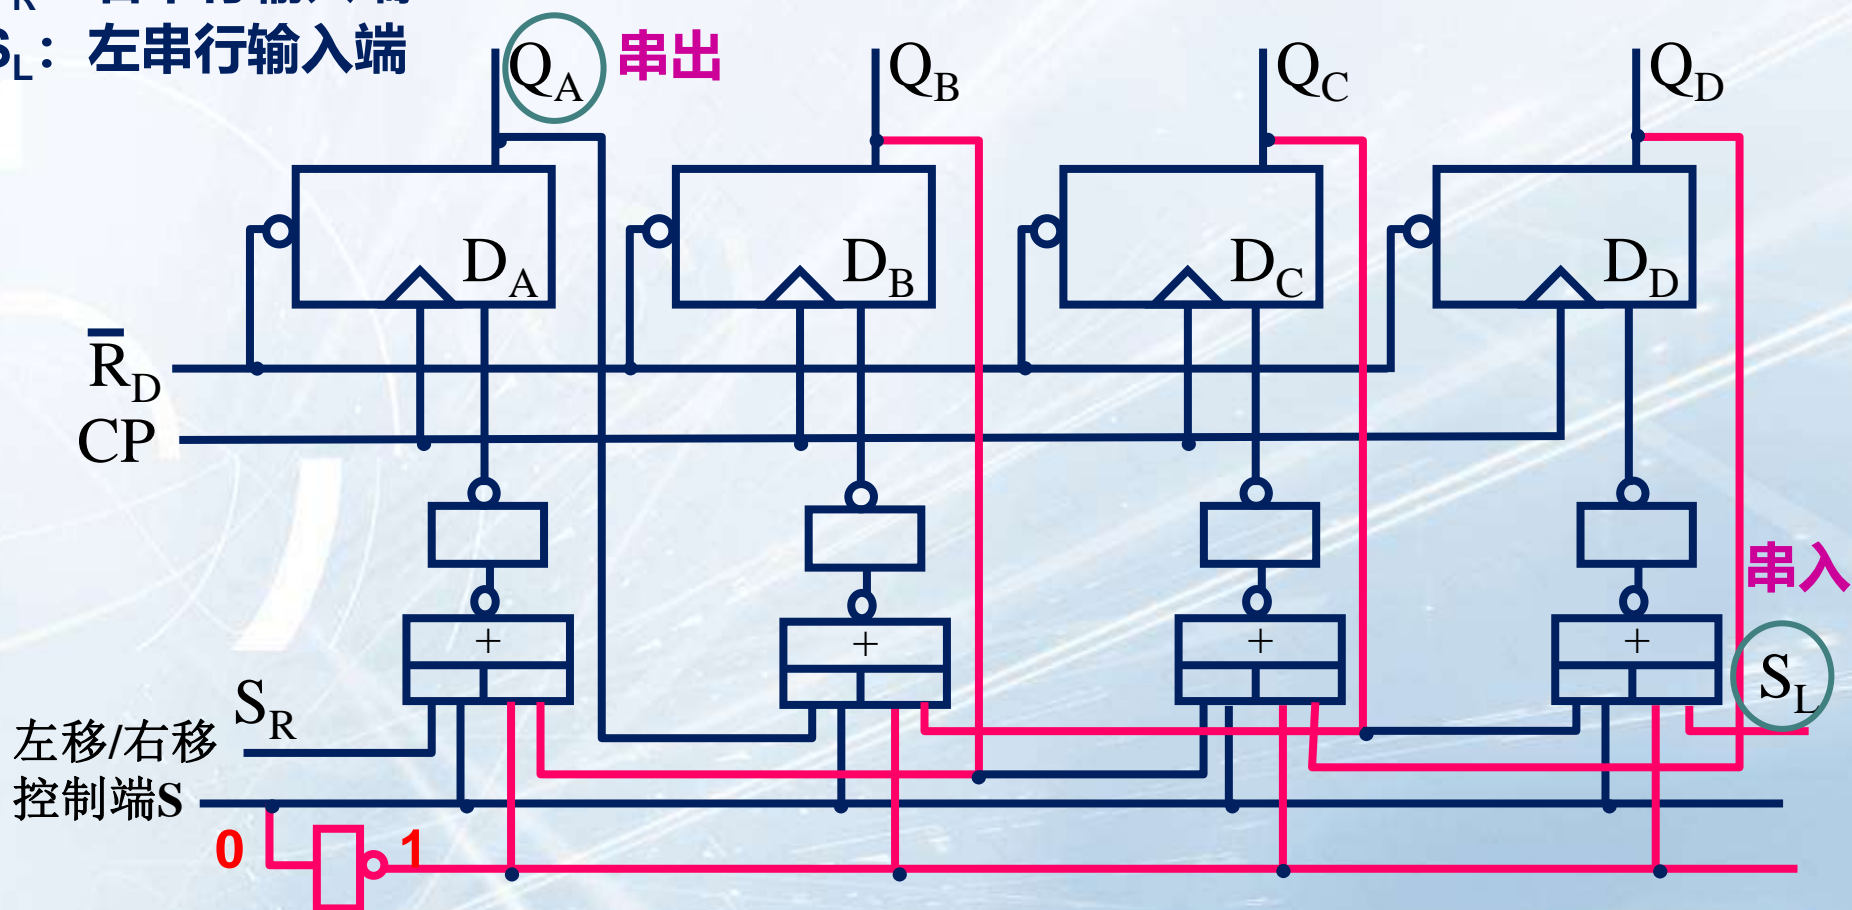 S_L：左串行输入端
Q_A 串出 Q_B Q_C Q_D
D_A D_B D_C D_D
R̅_D
CP
串入
+ + + +
S_R S_L
左移/右移
控制端S
0 1